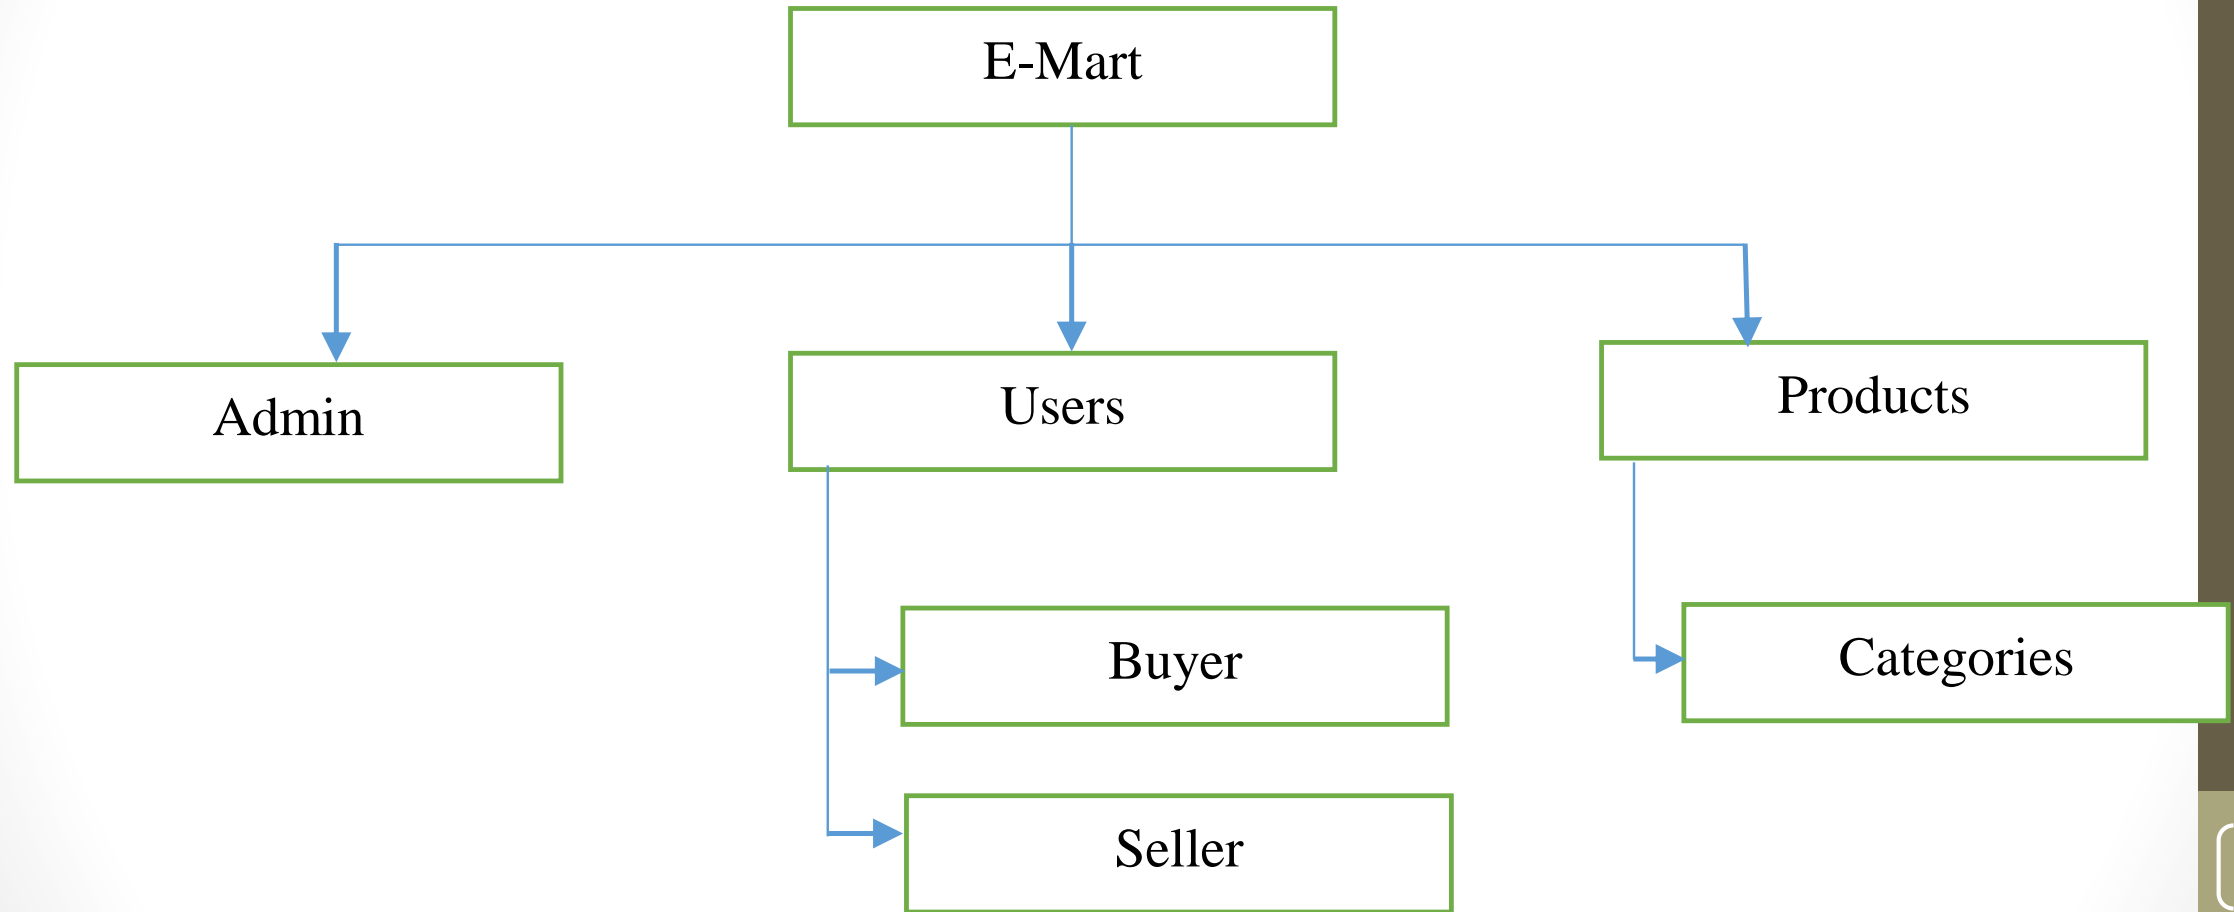 E-Mart
Admin
Users
Products
Buyer
Categories
Seller